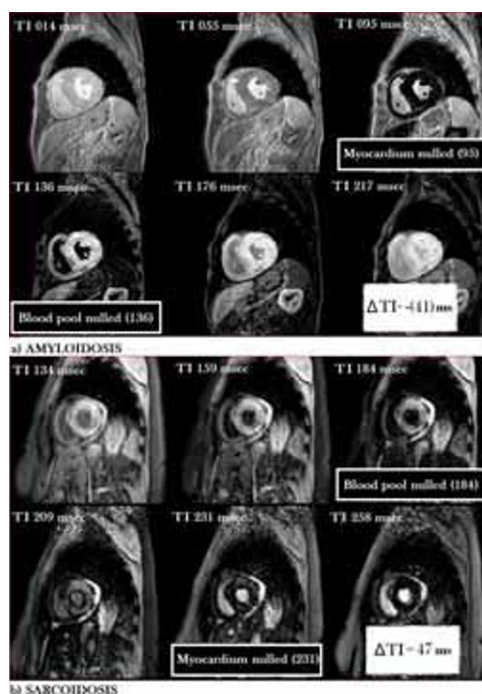 TI 014 msec TI 055 msec TI 095 msec
Myocardium nulled (95)
TI 136 msec TI 176 msec TI 217 msec
Blood pool nulled (136)
ΔTI=-(41) ms
a) AMYLOIDOSIS
TI 134 msec TI 159 msec TI 184 msec
Blood pool nulled (184)
TI 209 msec TI 231 msec TI 258 msec
Myocardium nulled (231)
ΔTI= 47 ms
b) SARCOIDOSIS